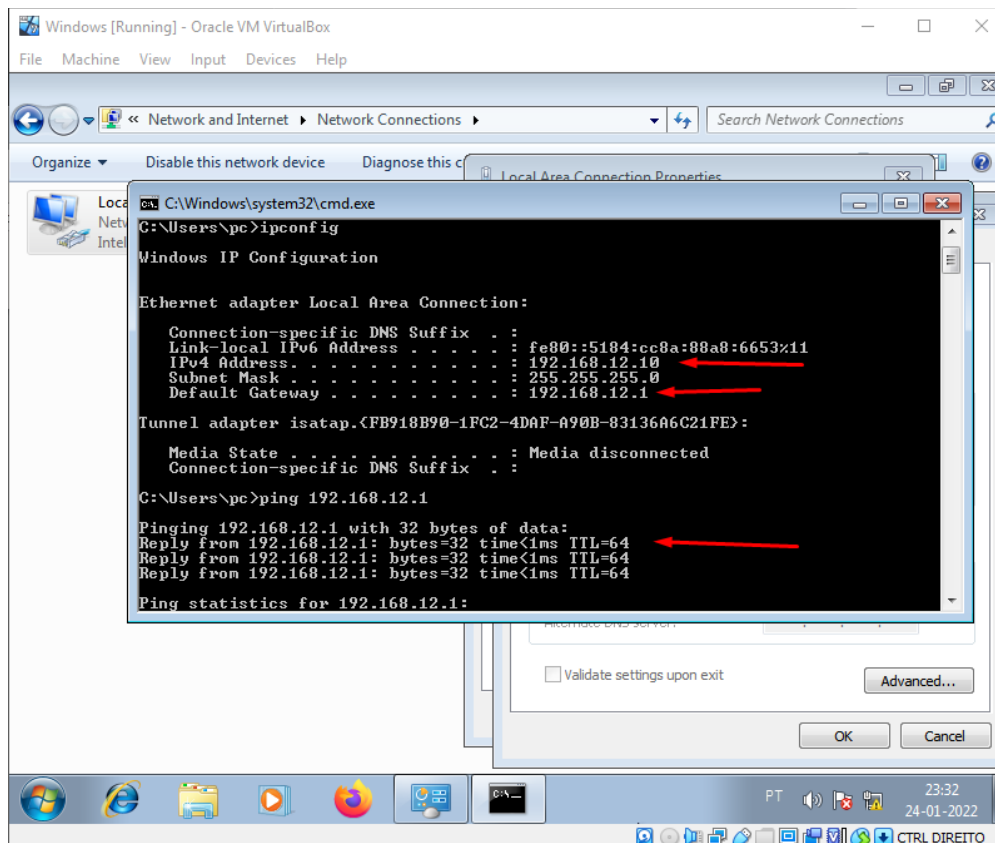 Windows [Running] - Oracle VM VirtualBox
File Machine View Input Devices Help
« Network and Internet Network Connections
Search Network Connections
Organize Disable this network device Diagnose this c
Local Area Connection Properties
Loca
Netw
Intel
C:\Windows\system32\cmd.exe
C:\Users\pc>ipconfig
Windows IP Configuration
Ethernet adapter Local Area Connection:
Connection-specific DNS Suffix . :
Link-local IPv6 Address . . . . . : fe80::5184:cc8a:88a8:6653%11
IPv4 Address. . . . . . . . . . . : 192.168.12.10
Subnet Mask . . . . . . . . . . . : 255.255.255.0
Default Gateway . . . . . . . . . : 192.168.12.1
Tunnel adapter isatap.{FB918B90-1FC2-4DAF-A90B-83136A6C21FE}:
Media State . . . . . . . . . . . : Media disconnected
Connection-specific DNS Suffix . :
C:\Users\pc>ping 192.168.12.1
Pinging 192.168.12.1 with 32 bytes of data:
Reply from 192.168.12.1: bytes=32 time<1ms TTL=64
Reply from 192.168.12.1: bytes=32 time<1ms TTL=64
Reply from 192.168.12.1: bytes=32 time<1ms TTL=64
Ping statistics for 192.168.12.1:
Alternate DNS server:
Validate settings upon exit
Advanced...
OK Cancel
C:\_
PT
23:32
24-01-2022
CTRL DIREITO